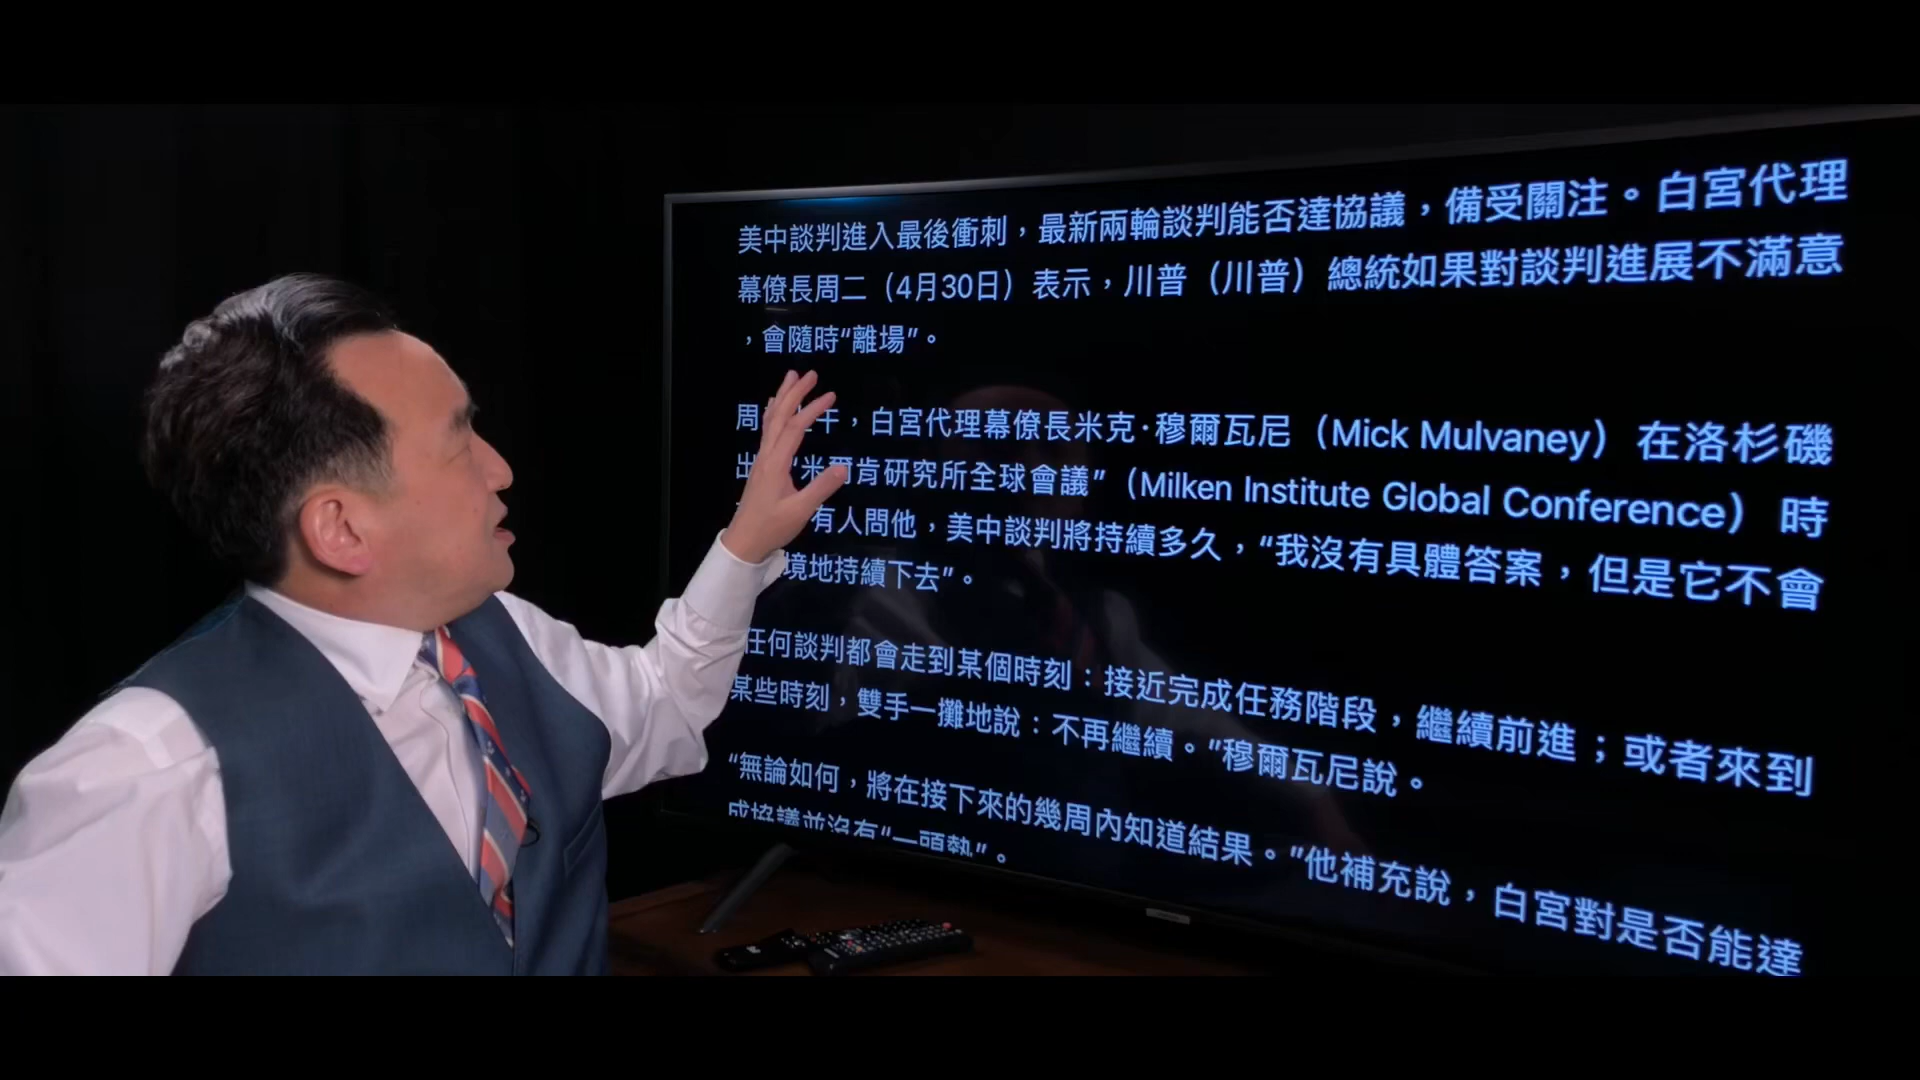 美中談判進入最後衝刺，最新兩輪談判能否達協議，備受關注。白宮代理
幕僚長周二（4月30日）表示，川普（川普）總統如果對談判進展不滿意
，會隨時“離場”。
周 午，白宮代理幕僚長米克·穆爾瓦尼（Mick Mulvaney）在洛杉磯
出 “米爾肯研究所全球會議”（Milken Institute Global Conference）時
有人問他，美中談判將持續多久，“我沒有具體答案，但是它不會
境地持續下去”。
任何談判都會走到某個時刻：接近完成任務階段，繼續前進；或者來到
某些時刻，雙手一攤地說：不再繼續。”穆爾瓦尼說。
“無論如何，將在接下來的幾周內知道結果。”他補充說，白宮對是否能達
成協議並沒有“一頭熱”。